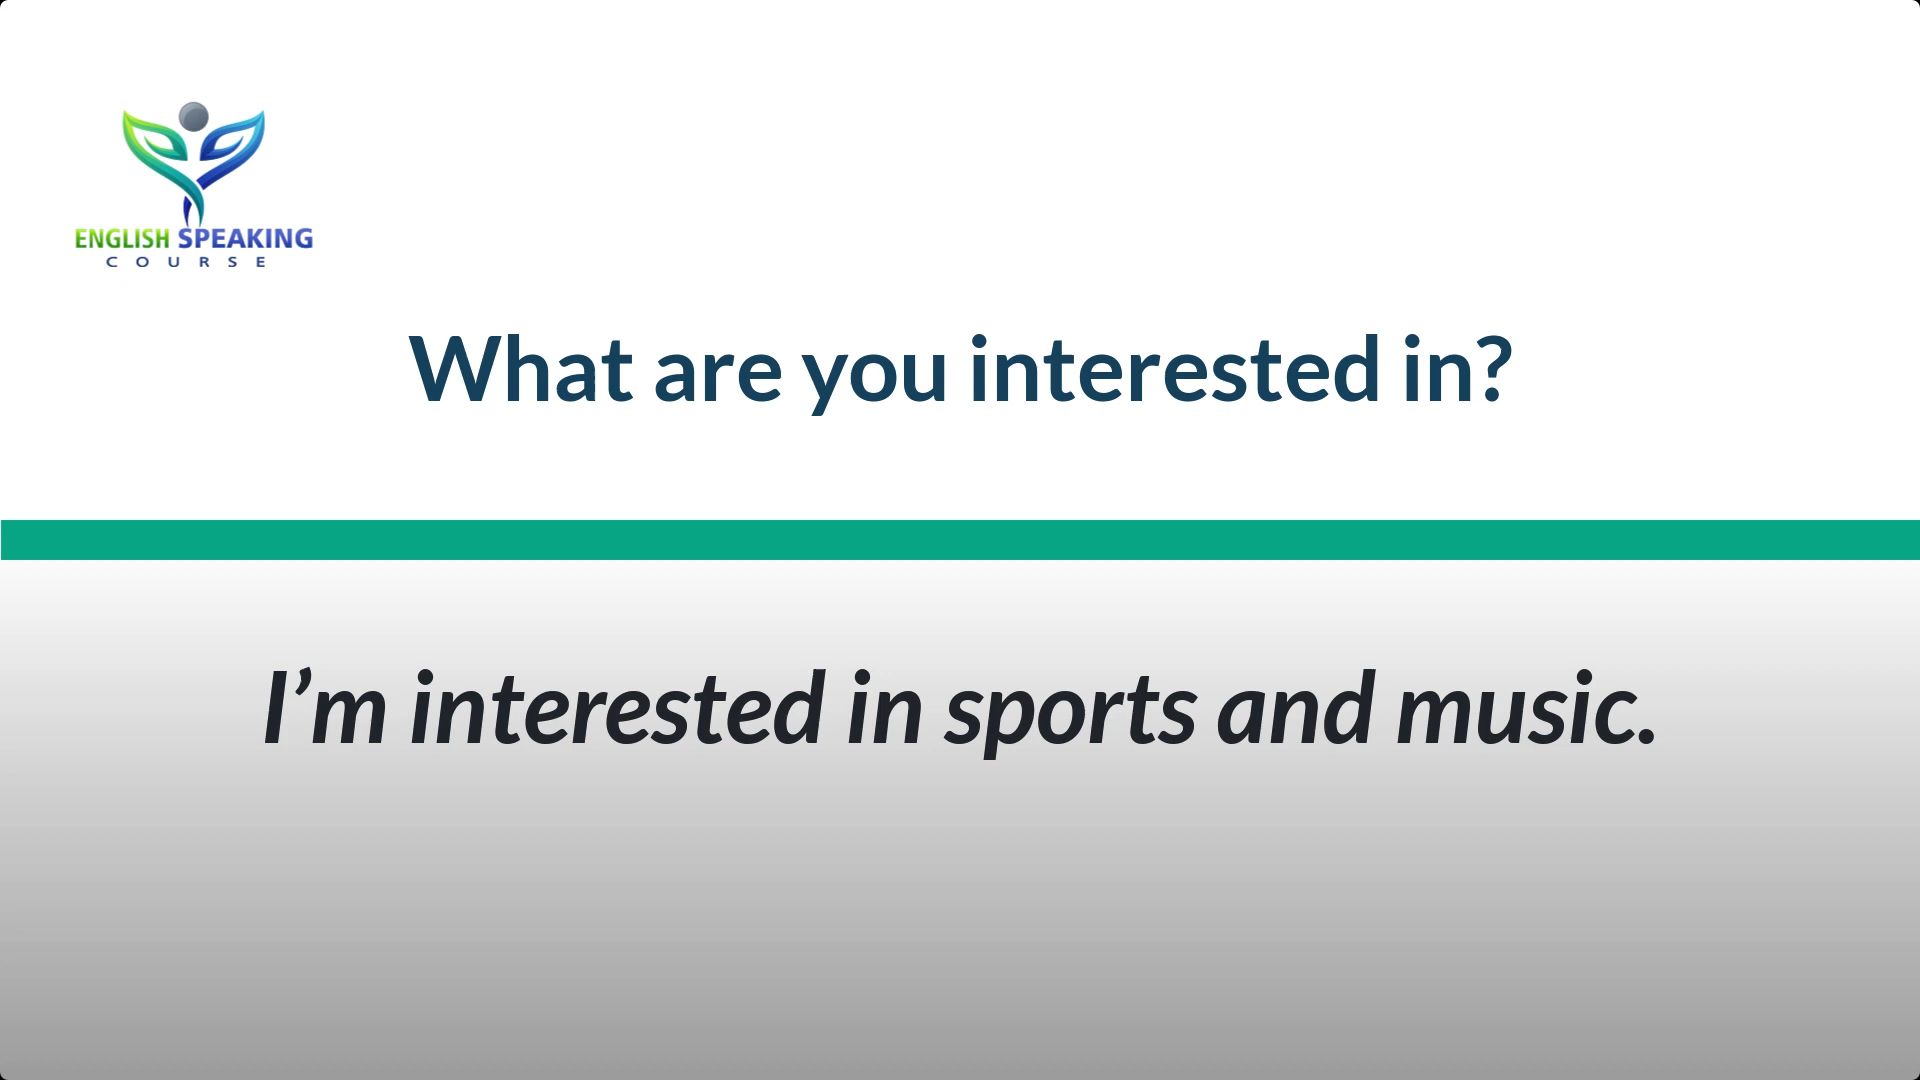 ENGLISH SPEAKING
COURSE
What are you interested in?
I’m interested in sports and music.